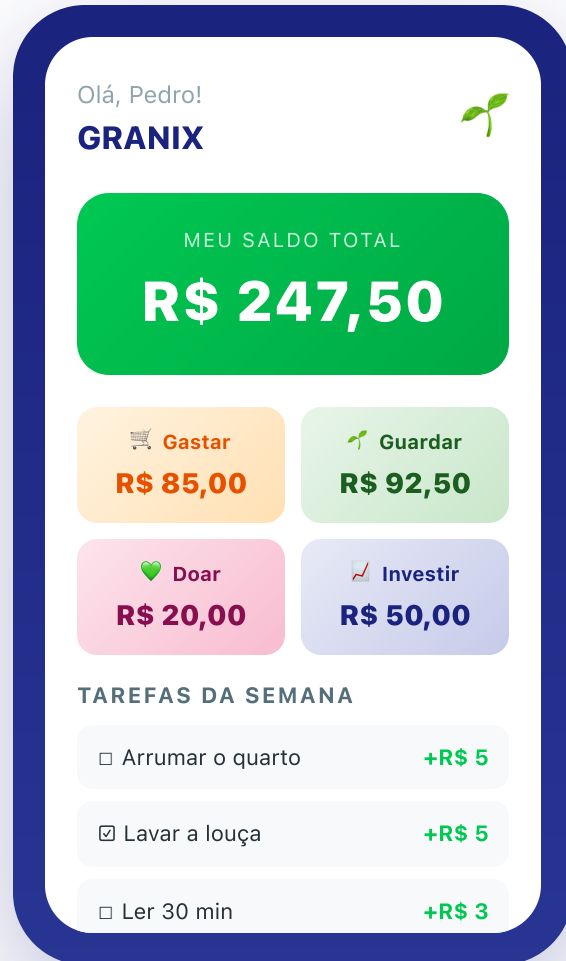 Olá, Pedro!
GRANIX
MEU SALDO TOTAL
R$ 247,50
Gastar
R$ 85,00
Guardar
R$ 92,50
Doar
R$ 20,00
Investir
R$ 50,00
TAREFAS DA SEMANA
☐ Arrumar o quarto +R$ 5
☑ Lavar a louça +R$ 5
☐ Ler 30 min +R$ 3